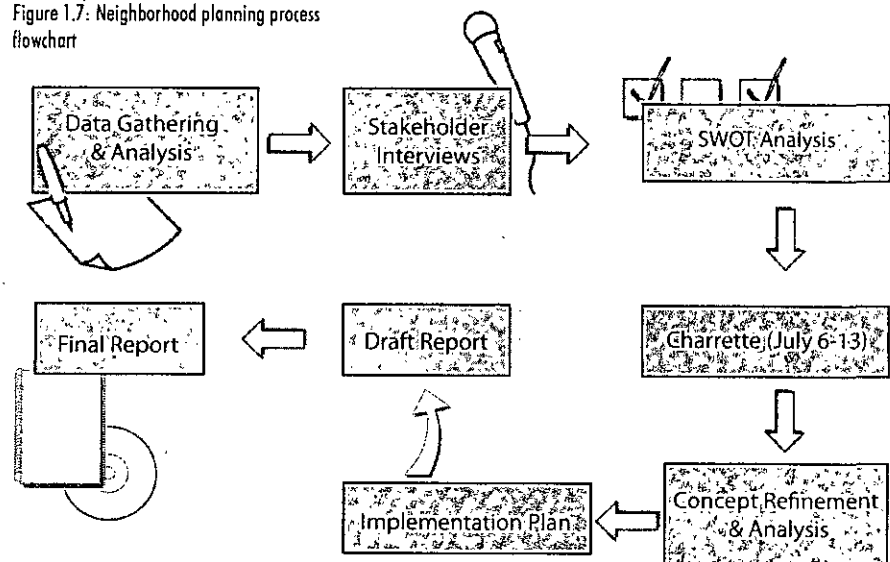 Figure 1.7: Neighborhood planning process
flowchart
Data Gathering
& Analysis
Stakeholder
Interviews
SWOT Analysis
Charrette (July 6-13)
Concept Refinement
& Analysis
Implementation Plan
Draft Report
Final Report